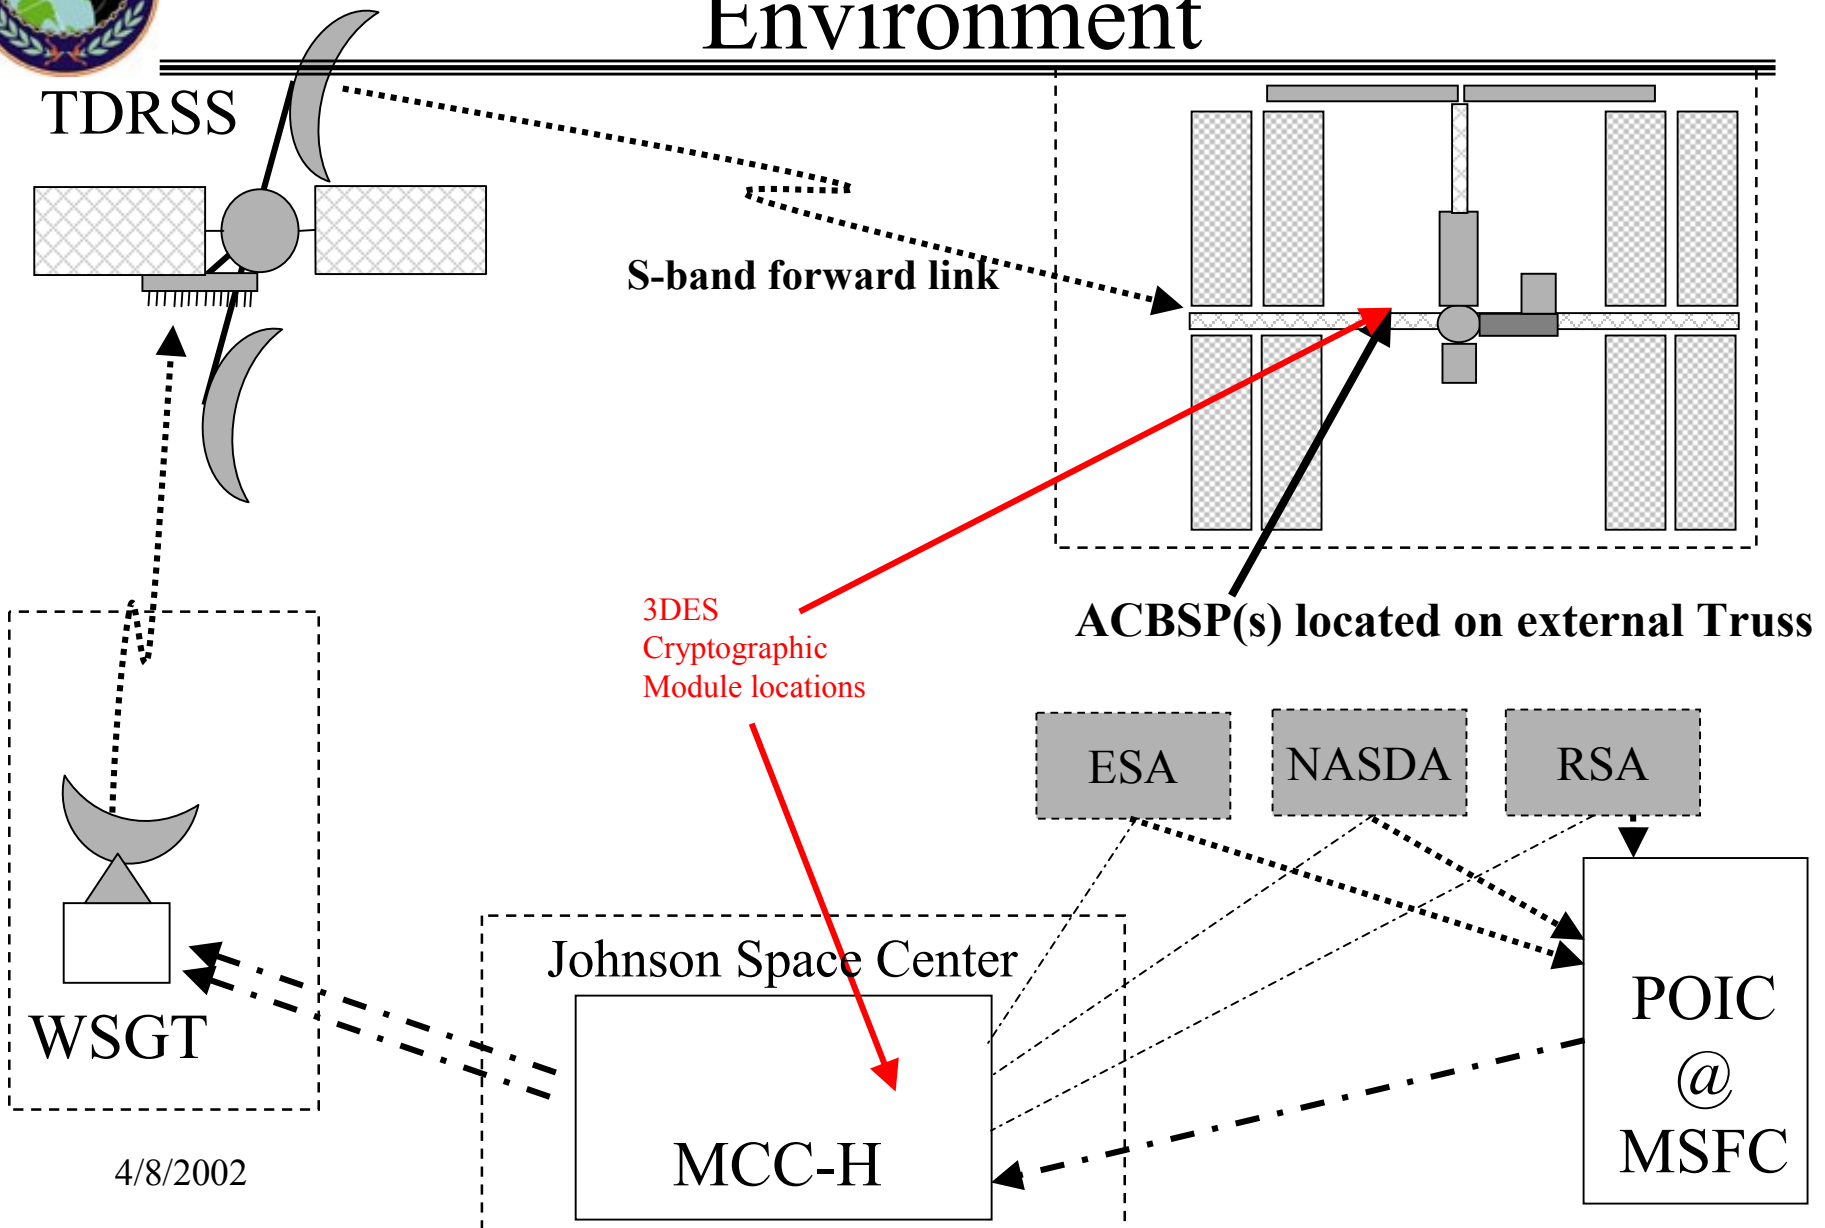 Environment
TDRSS
S-band forward link
3DES
Cryptographic
Module locations
ACBSP(s) located on external Truss
ESA
NASDA
RSA
Johnson Space Center
WSGT
MCC-H
POIC
@
MSFC
4/8/2002